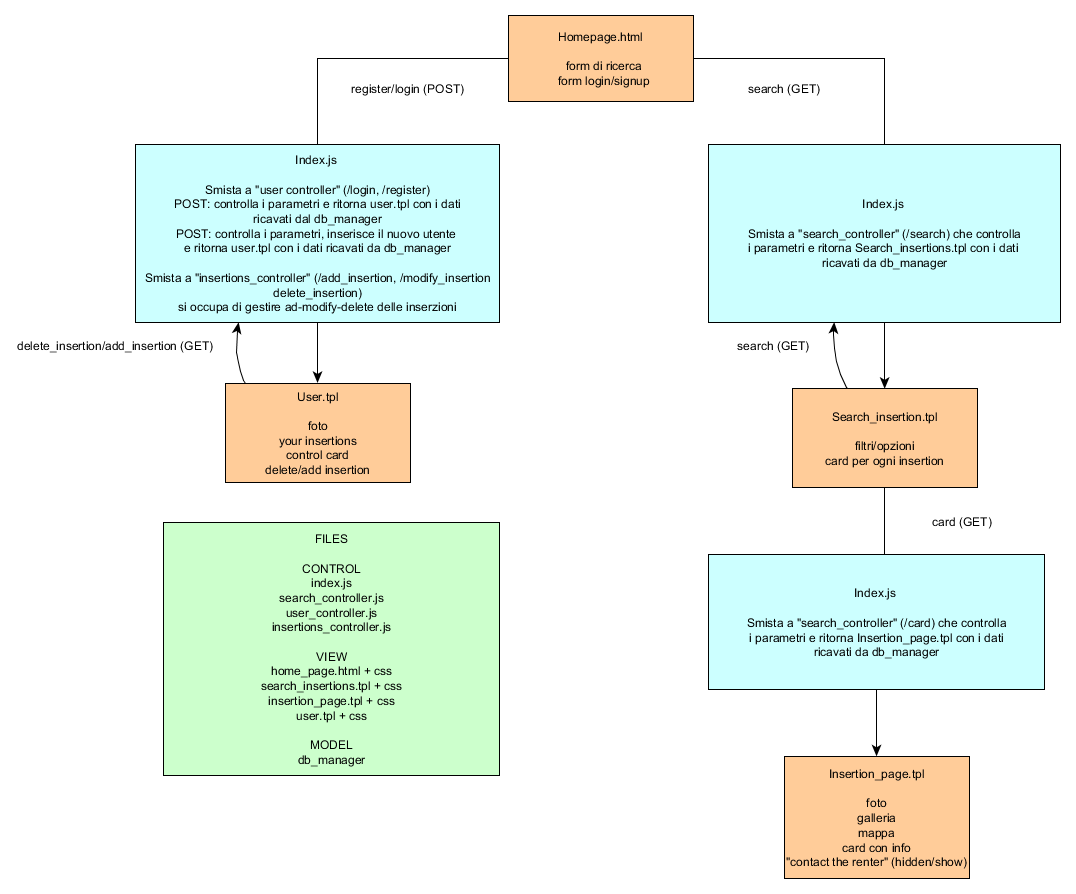 Homepage.html
form di ricerca
form login/signup
register/login (POST)
search (GET)
Index.js
Smista a "user controller" (/login, /register)
POST: controlla i parametri e ritorna user.tpl con i dati
ricavati dal db_manager
POST: controlla i parametri, inserisce il nuovo utente
e ritorna user.tpl con i dati ricavati da db_manager
Smista a "insertions_controller" (/add_insertion, /modify_insertion
delete_insertion)
si occupa di gestire ad-modify-delete delle inserzioni
Index.js
Smista a "search_controller" (/search) che controlla
i parametri e ritorna Search_insertions.tpl con i dati
ricavati da db_manager
delete_insertion/add_insertion (GET)
search (GET)
User.tpl
foto
your insertions
control card
delete/add insertion
Search_insertion.tpl
filtri/opzioni
card per ogni insertion
card (GET)
FILES
CONTROL
index.js
search_controller.js
user_controller.js
insertions_controller.js
VIEW
home_page.html + css
search_insertions.tpl + css
insertion_page.tpl + css
user.tpl + css
MODEL
db_manager
Index.js
Smista a "search_controller" (/card) che controlla
i parametri e ritorna Insertion_page.tpl con i dati
ricavati da db_manager
Insertion_page.tpl
foto
galleria
mappa
card con info
"contact the renter" (hidden/show)